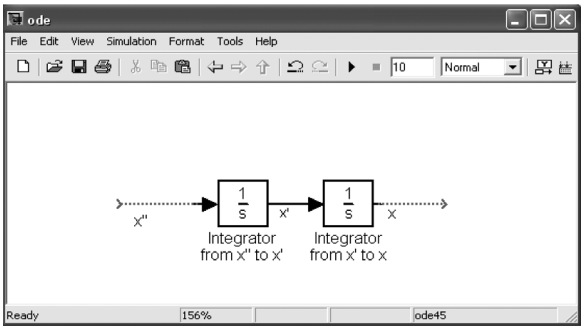 ode
File Edit View Simulation Format Tools Help
10 Normal
1 1
s s
x" x' x
Integrator Integrator
from x" to x' from x' to x
Ready 156% ode45